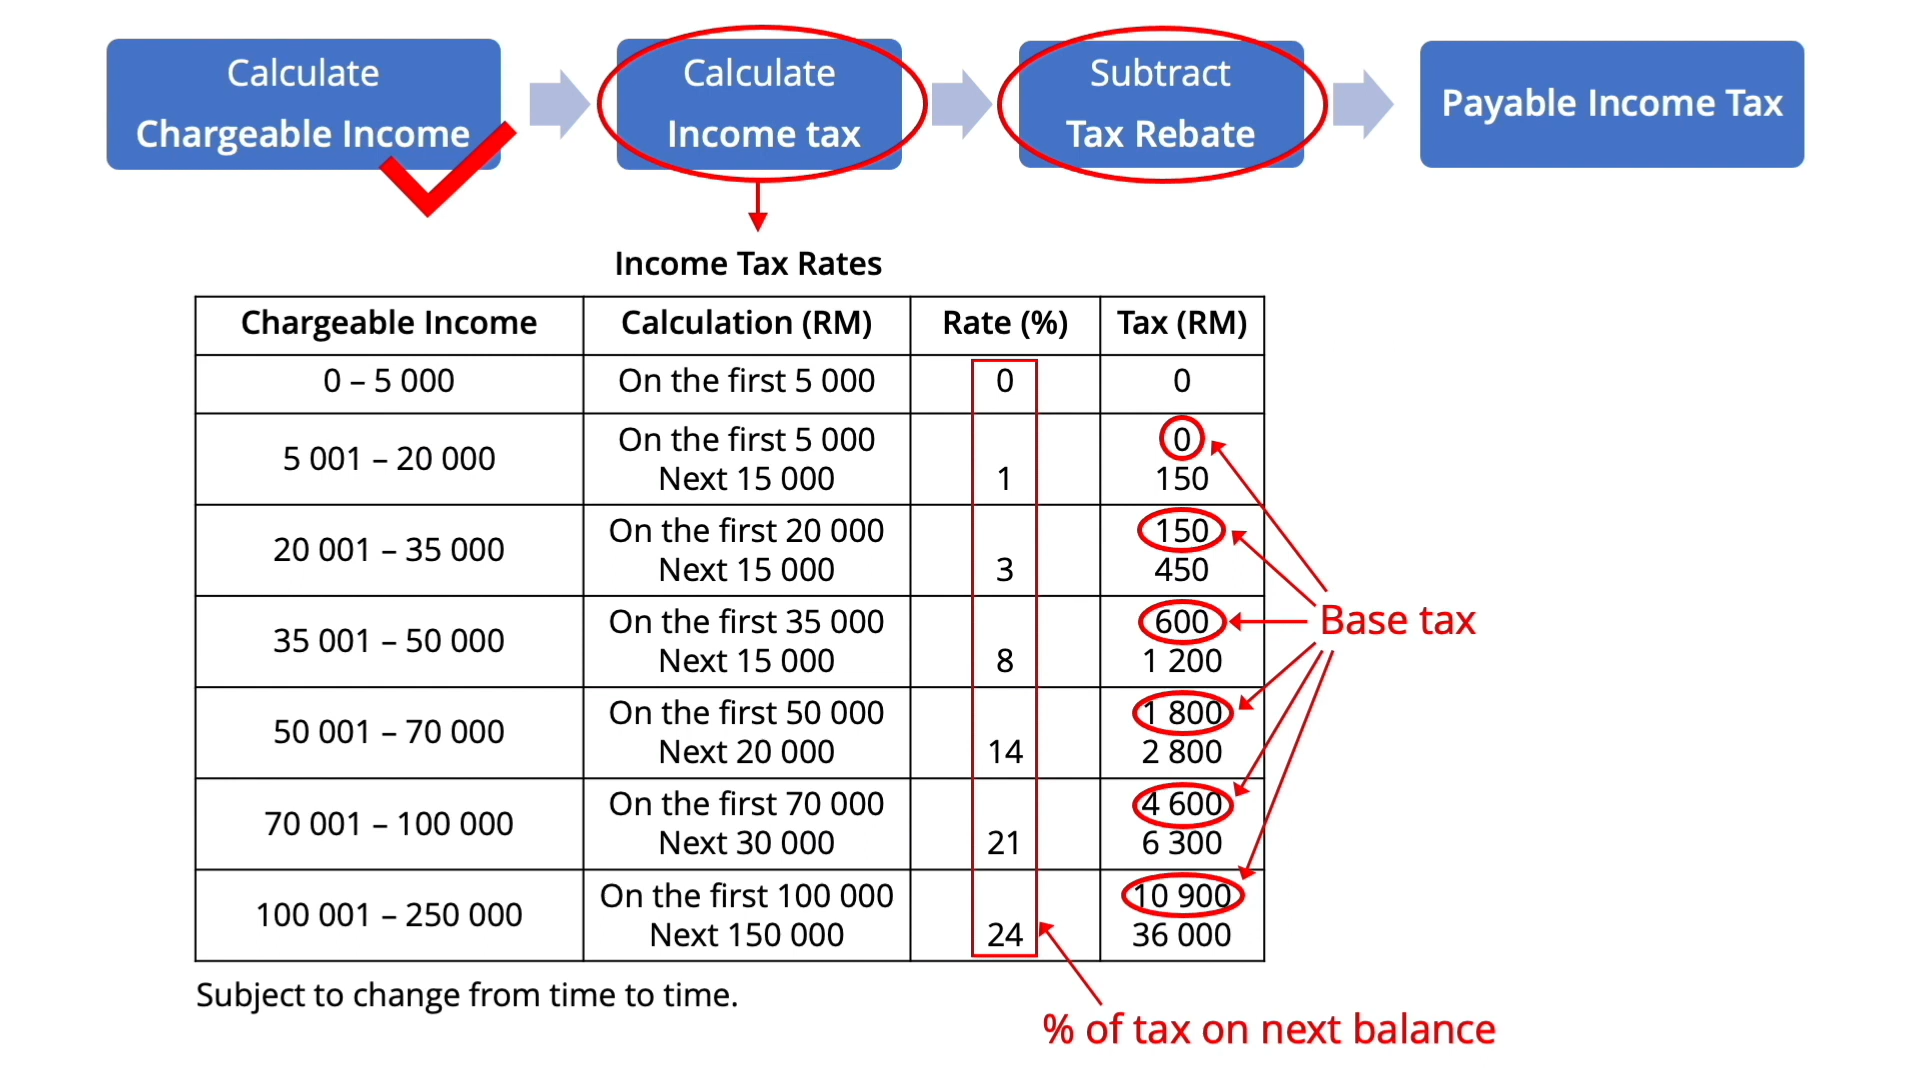 Calculate
Chargeable Income
Calculate
Income tax
Subtract
Tax Rebate
Payable Income Tax
Income Tax Rates
Chargeable Income Calculation (RM) Rate (%) Tax (RM)
0 – 5 000 On the first 5 000 0 0
5 001 – 20 000
On the first 5 000 0
Next 15 000 1 150
20 001 – 35 000
On the first 20 000 150
Next 15 000 3 450
35 001 – 50 000
On the first 35 000 600
Next 15 000 8 1 200
50 001 – 70 000
On the first 50 000 1 800
Next 20 000 14 2 800
70 001 – 100 000
On the first 70 000 4 600
Next 30 000 21 6 300
100 001 – 250 000
On the first 100 000 10 900
Next 150 000 24 36 000
Base tax
Subject to change from time to time.
% of tax on next balance